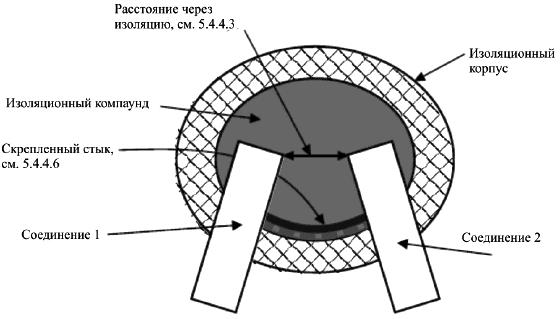 Расстояние через
изоляцию, см. 5.4.4,3
Изоляционный
корпус
Изоляционный компаунд
Скрепленный стык,
см. 5.4.4.6
Соединение 1
Соединение 2